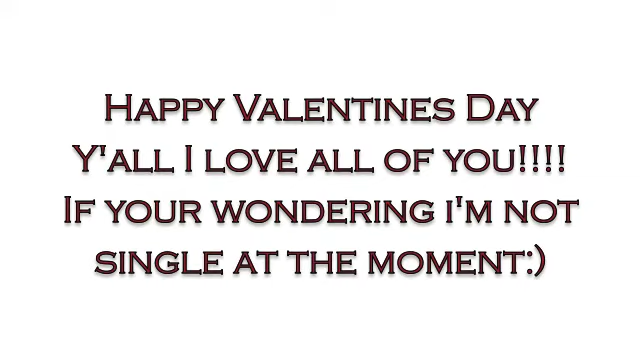 Happy Valentines Day
Y'all I love all of you!!!!
If your wondering i'm not
single at the moment:)